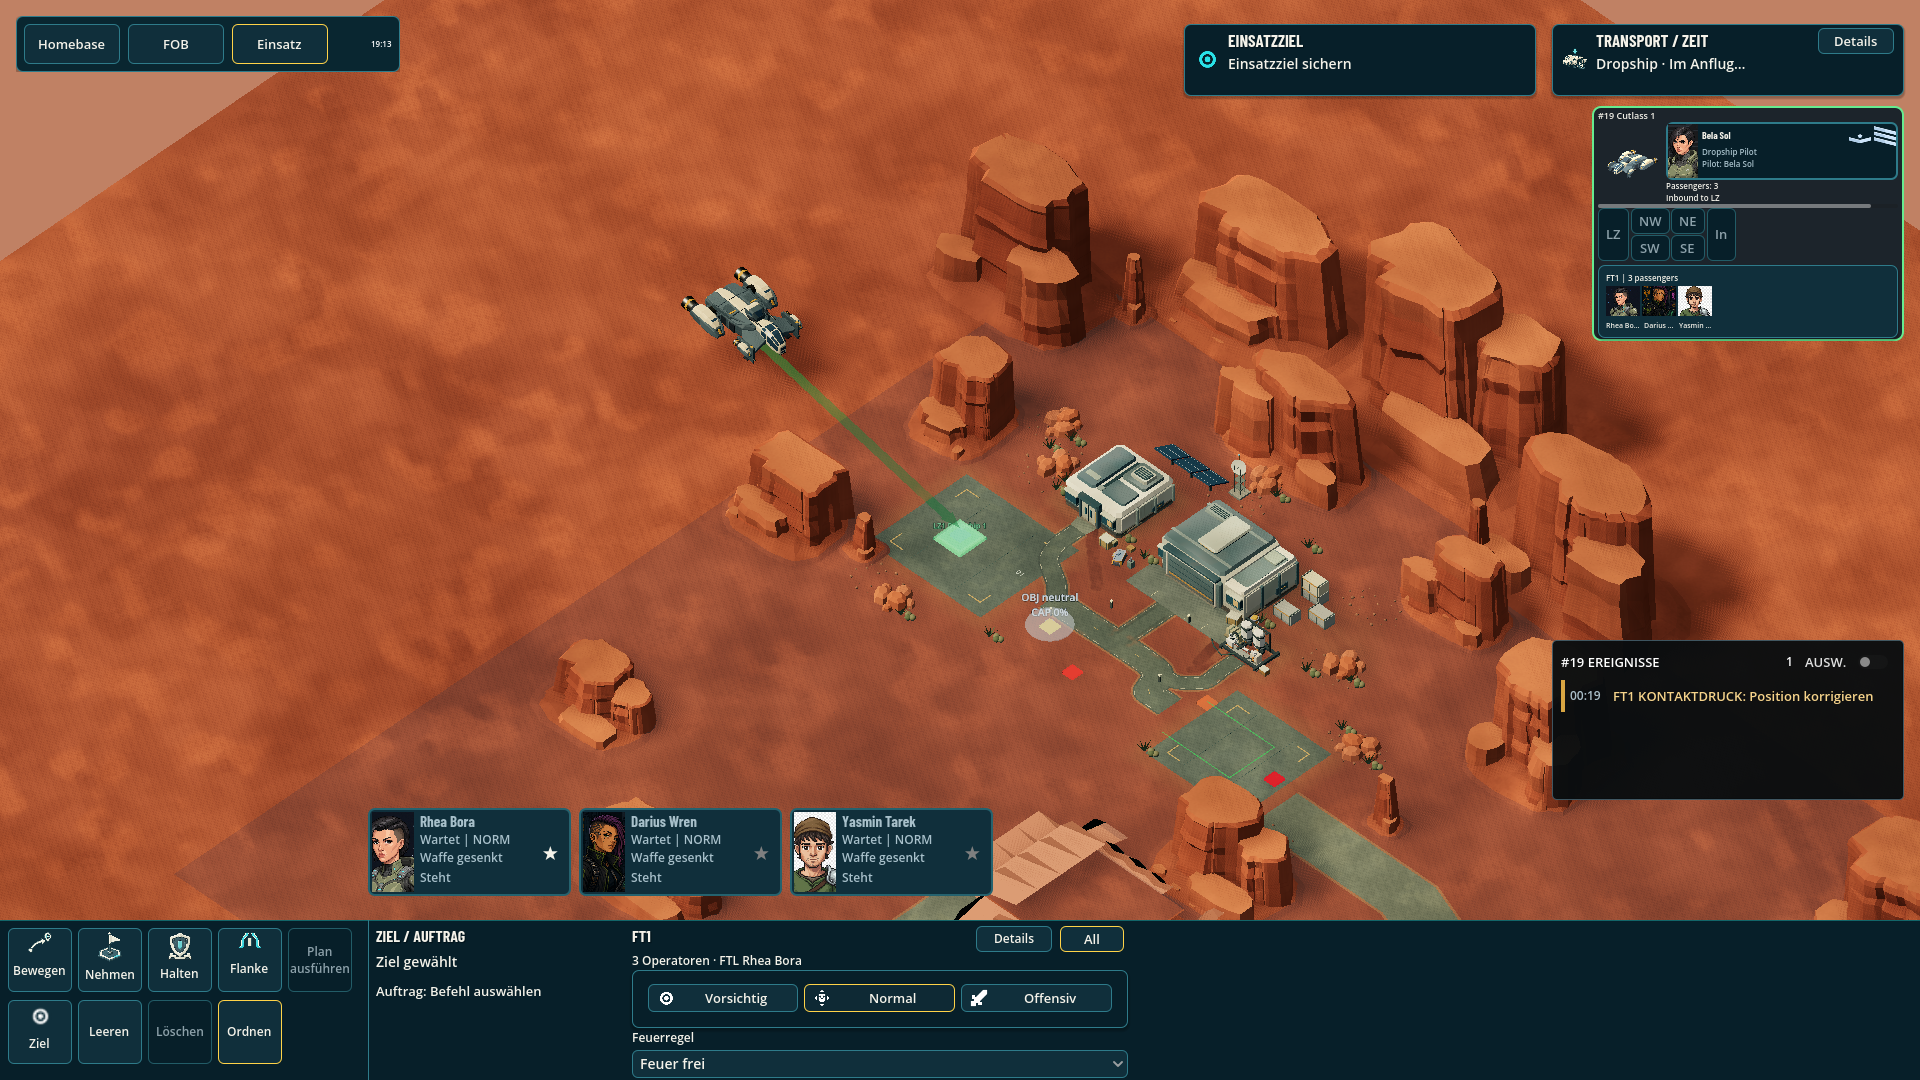 Homebase
FOB
Einsatz
19:13
EINSATZZIEL
Einsatzziel sichern
TRANSPORT / ZEIT
Dropship · Im Anflug...
Details
#19 Cutlass 1
Bela Sol
Dropship Pilot
Pilot: Bela Sol
Passengers: 3
Inbound to LZ
LZ
NW
NE
SW
SE
In
FT1 | 3 passengers
Rhea Bo...
Darius ...
Yasmin ...
OBJ neutral
CAP 0%
#19 EREIGNISSE
1
AUSW.
00:19
FT1 KONTAKTDRUCK: Position korrigieren
Rhea Bora
Wartet | NORM
Waffe gesenkt
Steht
Darius Wren
Wartet | NORM
Waffe gesenkt
Steht
Yasmin Tarek
Wartet | NORM
Waffe gesenkt
Steht
Bewegen
Nehmen
Halten
Flanke
Plan
ausführen
Ziel
Leeren
Löschen
Ordnen
ZIEL / AUFTRAG
Ziel gewählt
Auftrag: Befehl auswählen
FT1
Details
All
3 Operatoren · FTL Rhea Bora
Vorsichtig
Normal
Offensiv
Feuerregel
Feuer frei